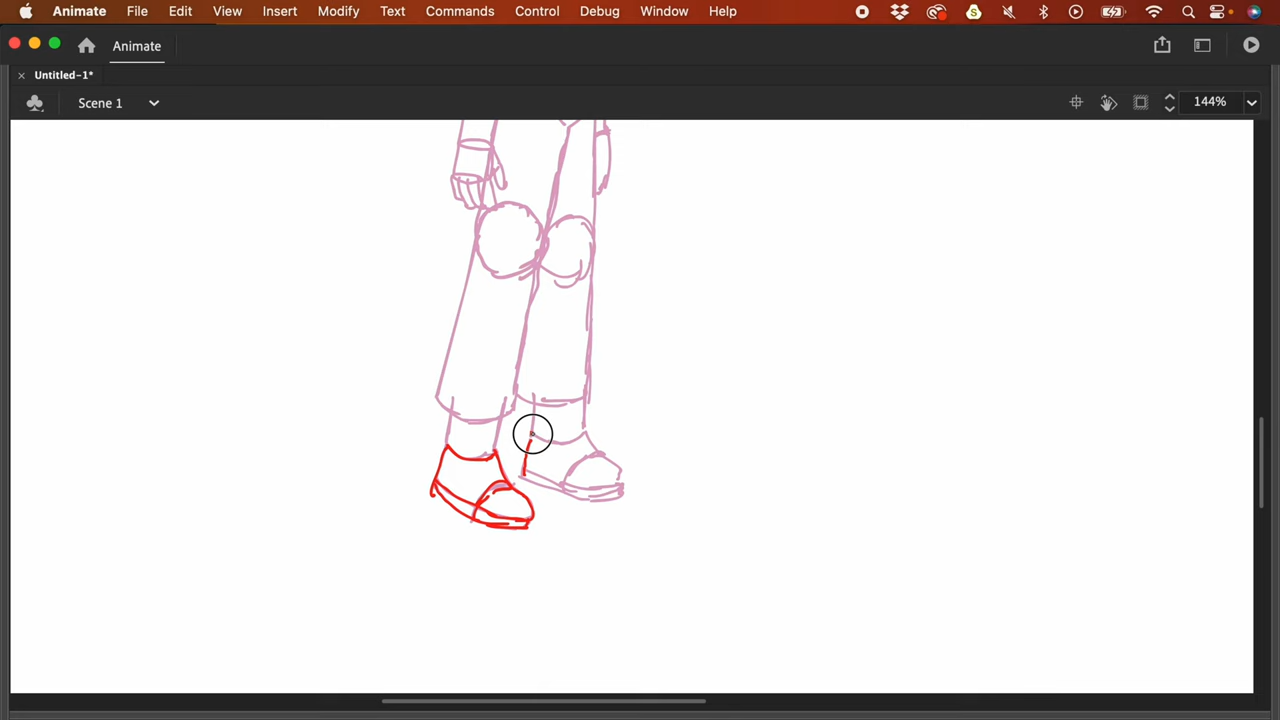 Animate File Edit View Insert Modify Text Commands Control Debug Window Help
Animate
Untitled-1*
Scene 1 144%